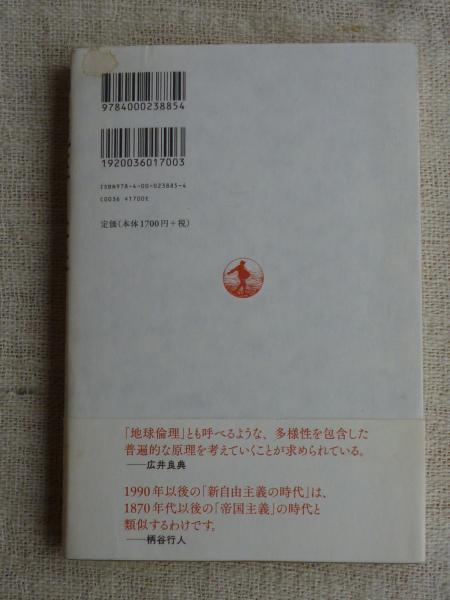 9784000238854
1920036017003
ISBN978-4-00-023885-4
C0036 ¥1700E
定価(本体1700円+税)
「地球倫理」とも呼べるような、多様性を包含した
普遍的な原理を考えていくことが求められている。
——広井良典
1990年以後の「新自由主義の時代」は、
1870年代以後の「帝国主義」の時代と
類似するわけです。
——柄谷行人